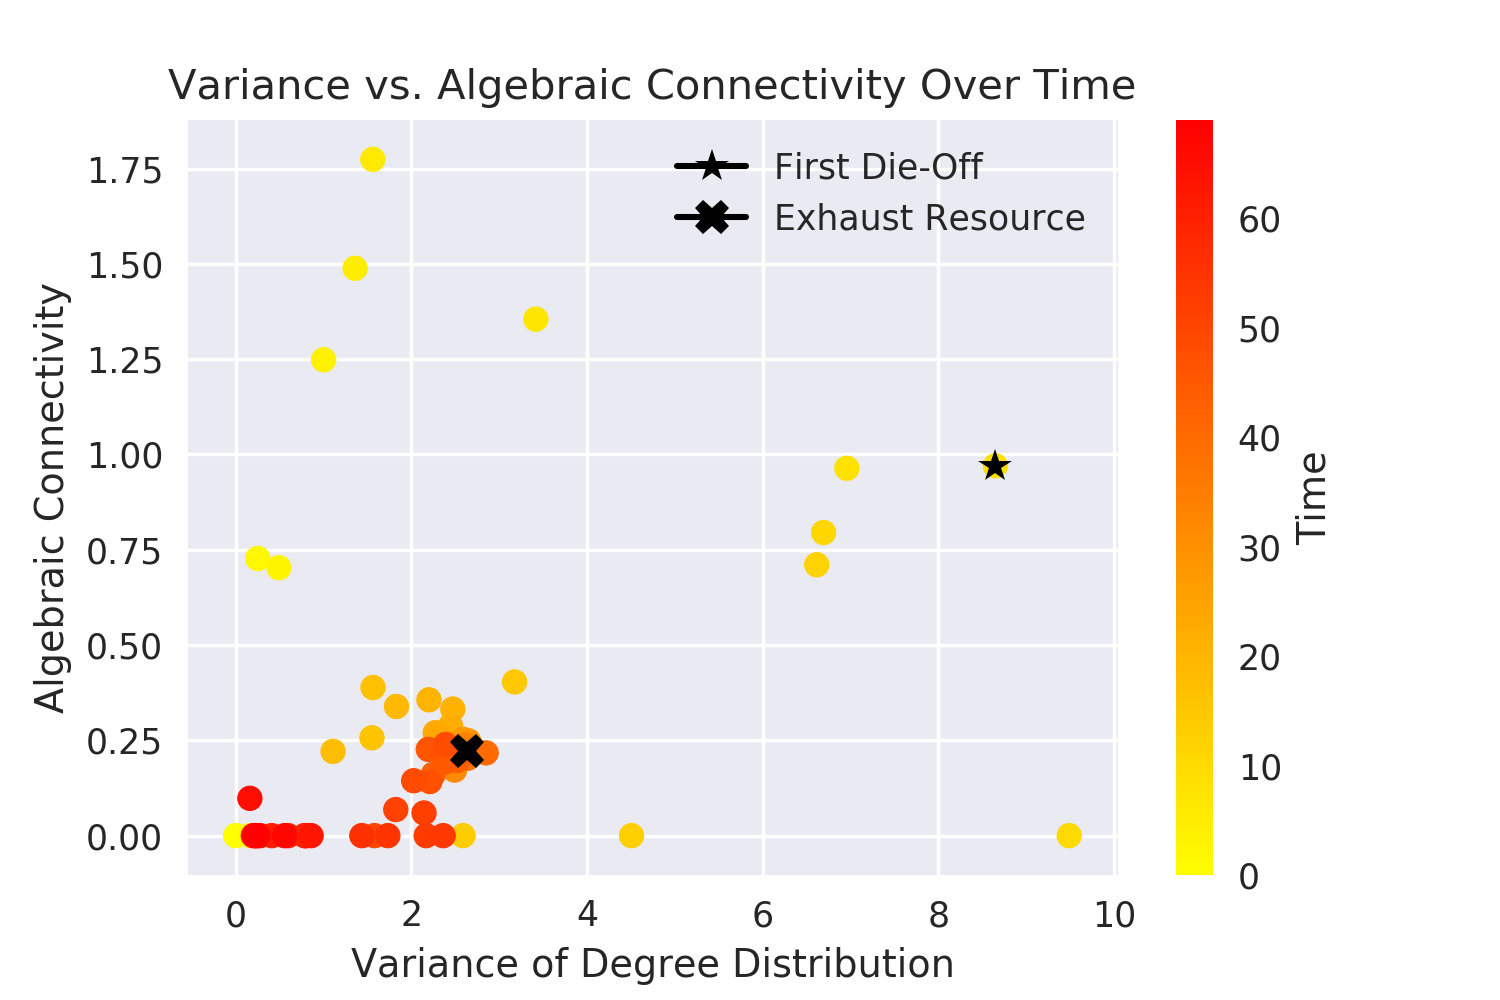 Variance vs. Algebraic Connectivity Over Time
First Die-Off
Exhaust Resource
Algebraic Connectivity
1.75
1.50
1.25
1.00
0.75
0.50
0.25
0.00
0 2 4 6 8 10
Variance of Degree Distribution
60
50
40
30
20
10
0
Time